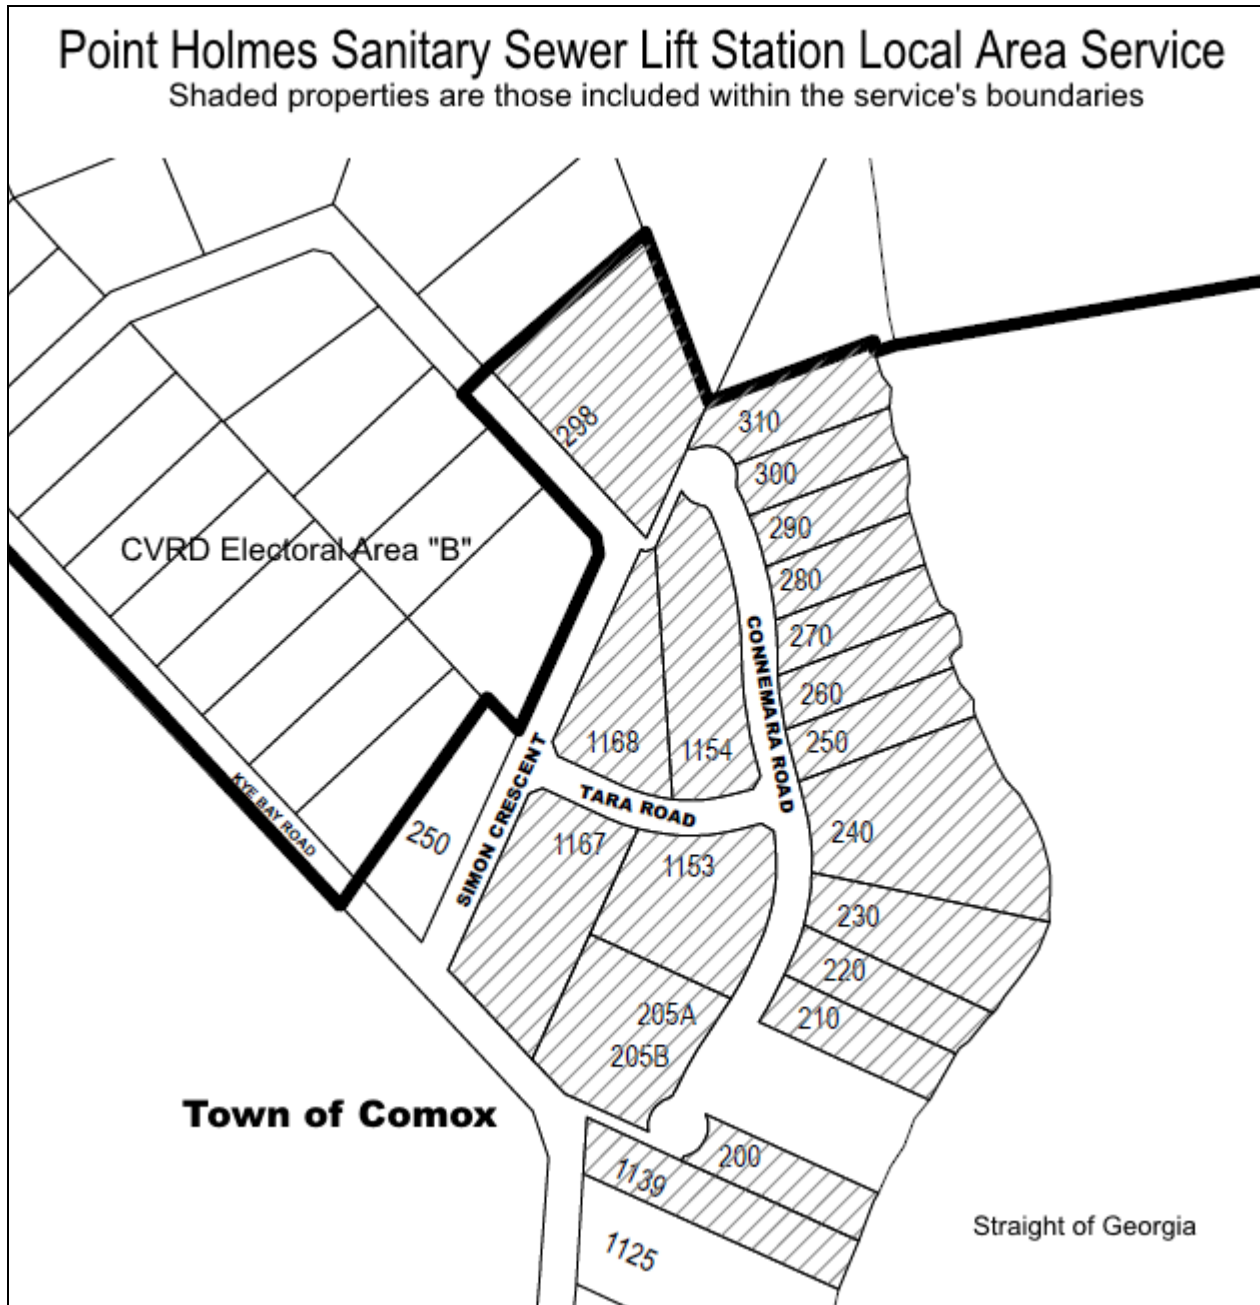 Point Holmes Sanitary Sewer Lift Station Local Area Service
Shaded properties are those included within the service's boundaries
298
310
300
290
CVRD Electoral Area "B"
280
270
CONNEMARA ROAD
260
250
1168
1154
KYE BAY ROAD
SIMON CRESCENT
TARA ROAD
250
1167
1153
240
230
220
205A
210
205B
Town of Comox
200
1139
Straight of Georgia
1125